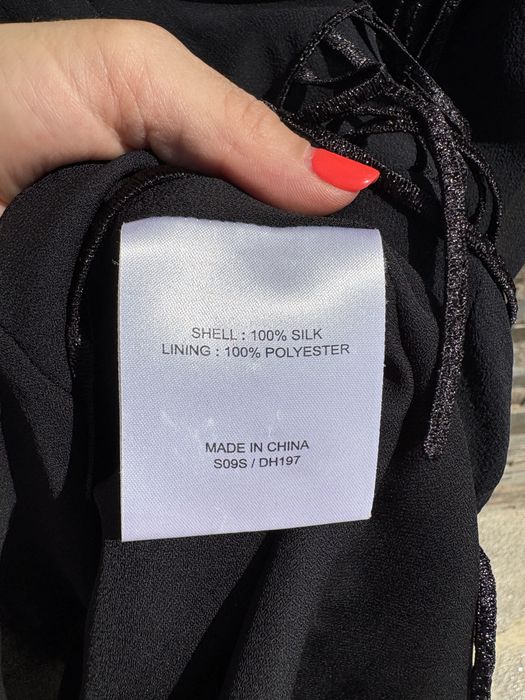 SHELL : 100% SILK
LINING : 100% POLYESTER
MADE IN CHINA
S09S / DH197